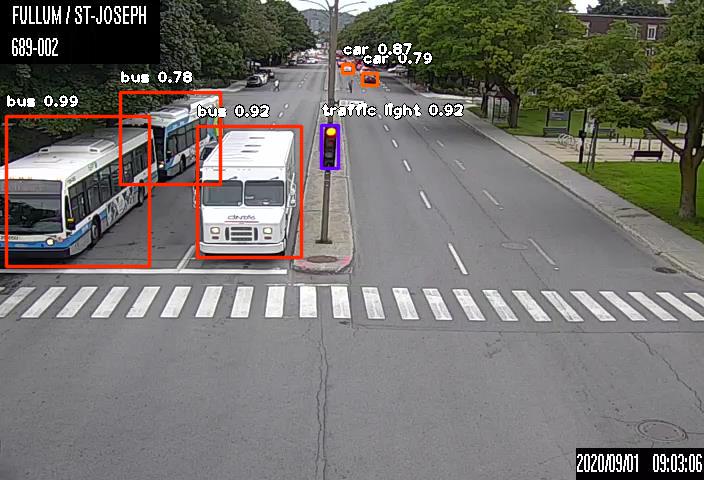 FULLUM / ST-JOSEPH
689-002
car 0.87
car 0.79
bus 0.78
bus 0.99
bus 0.92
traffic light 0.92
2020/09/01 09:03:06